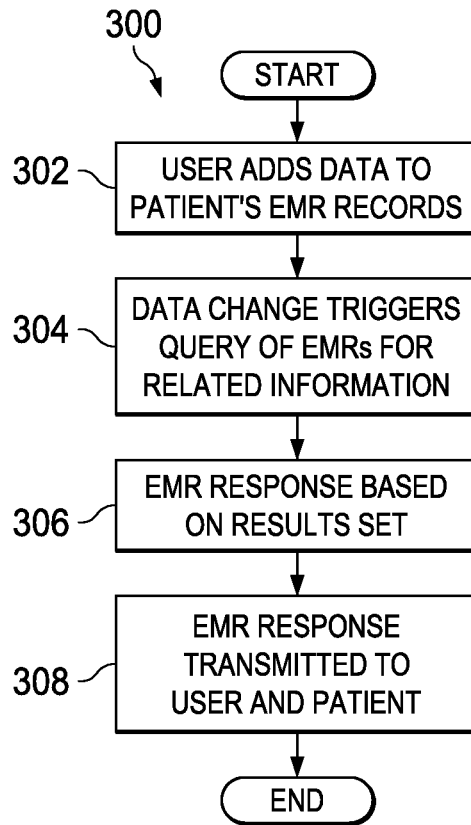 300
START
302
USER ADDS DATA TO
PATIENT'S EMR RECORDS
304
DATA CHANGE TRIGGERS
QUERY OF EMRs FOR
RELATED INFORMATION
306
EMR RESPONSE BASED
ON RESULTS SET
308
EMR RESPONSE
TRANSMITTED TO
USER AND PATIENT
END